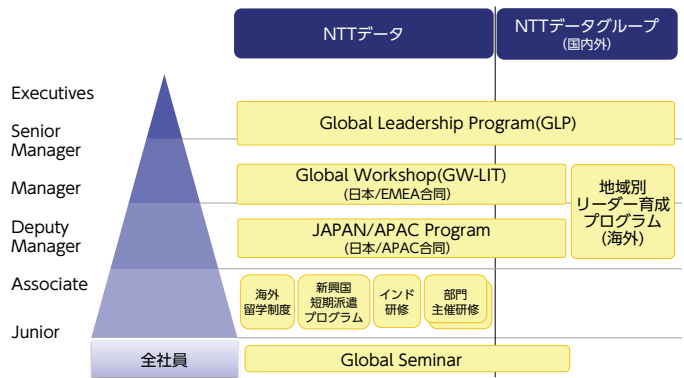 NTTデータ
NTTデータグループ
(国内外)
Executives
Senior
Manager
Global Leadership Program(GLP)
Manager
Global Workshop(GW-LIT)
(日本/EMEA合同)
地域別
リーダー育成
プログラム
(海外)
Deputy
Manager
JAPAN/APAC Program
(日本/APAC合同)
Associate
海外
留学制度
新興国
短期派遣
プログラム
インド
研修
部門
主催研修
Junior
全社員
Global Seminar